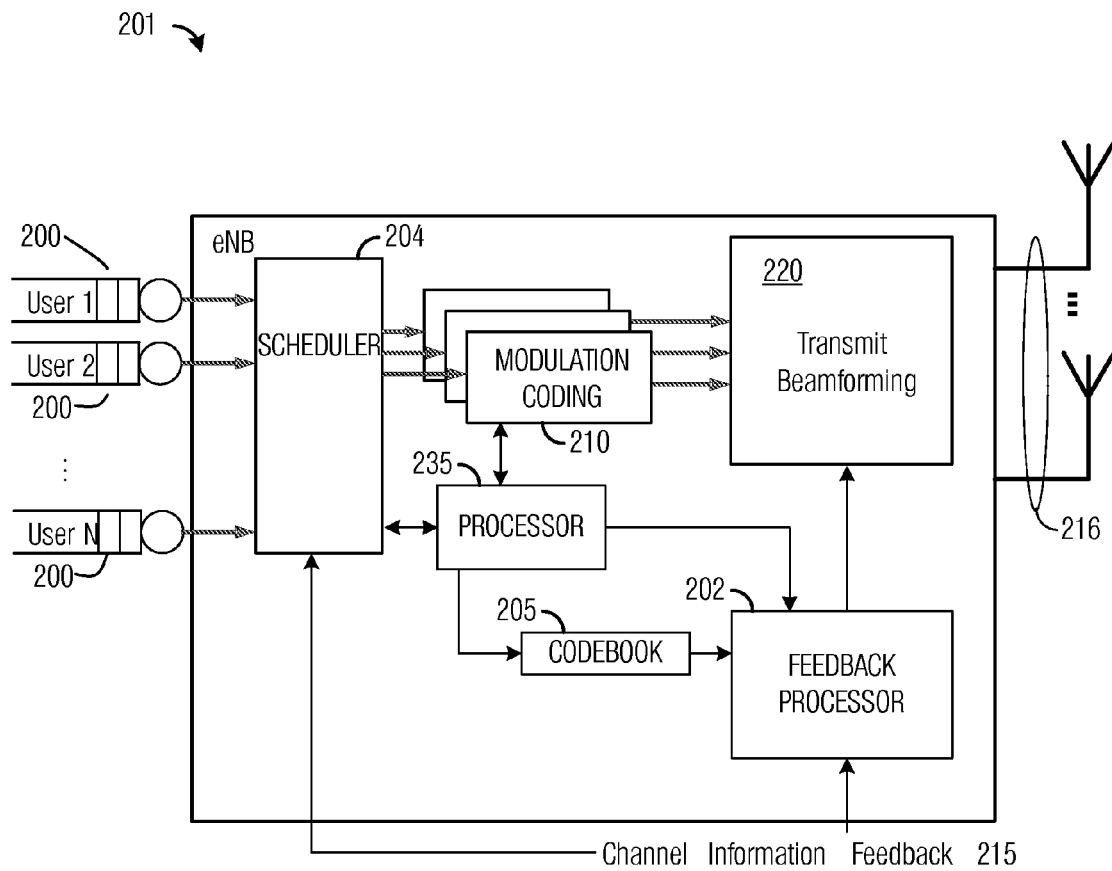 201
200
eNB
204
User 1
220
SCHEDULER
User 2
MODULATION
CODING
Transmit
Beamforming
200
210
⋮
235
User N
PROCESSOR
216
200
202
205
CODEBOOK
FEEDBACK
PROCESSOR
Channel Information Feedback 215